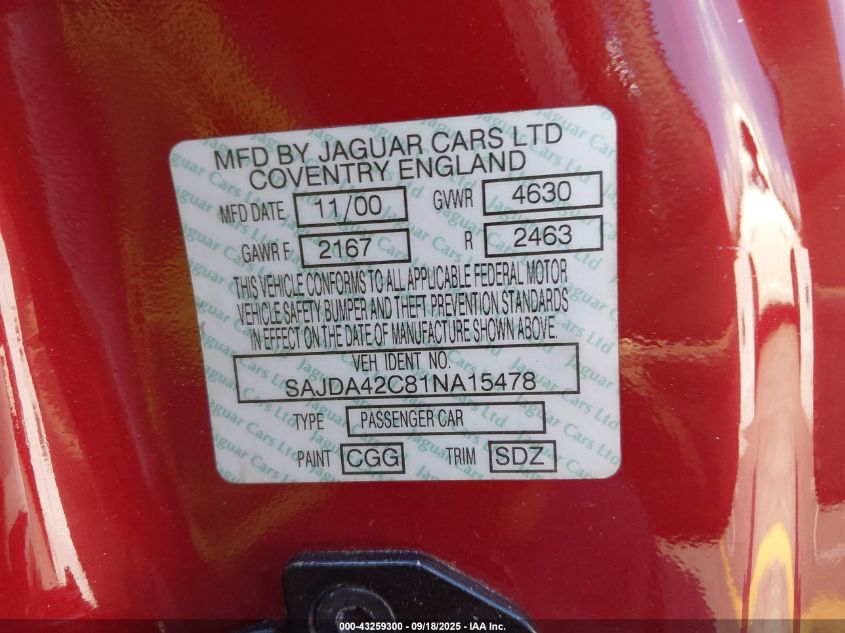 MFD BY JAGUAR CARS LTD
COVENTRY ENGLAND
MFD DATE 11/00 GVWR 4630
GAWR F 2167 R 2463
THIS VEHICLE CONFORMS TO ALL APPLICABLE FEDERAL MOTOR
VEHICLE SAFETY BUMPER AND THEFT PREVENTION STANDARDS
IN EFFECT ON THE DATE OF MANUFACTURE SHOWN ABOVE.
VEH IDENT NO.
SAJDA42C81NA15478
TYPE PASSENGER CAR
PAINT CGG TRIM SDZ
000-43259300 - 09/18/2025 - IAA Inc.